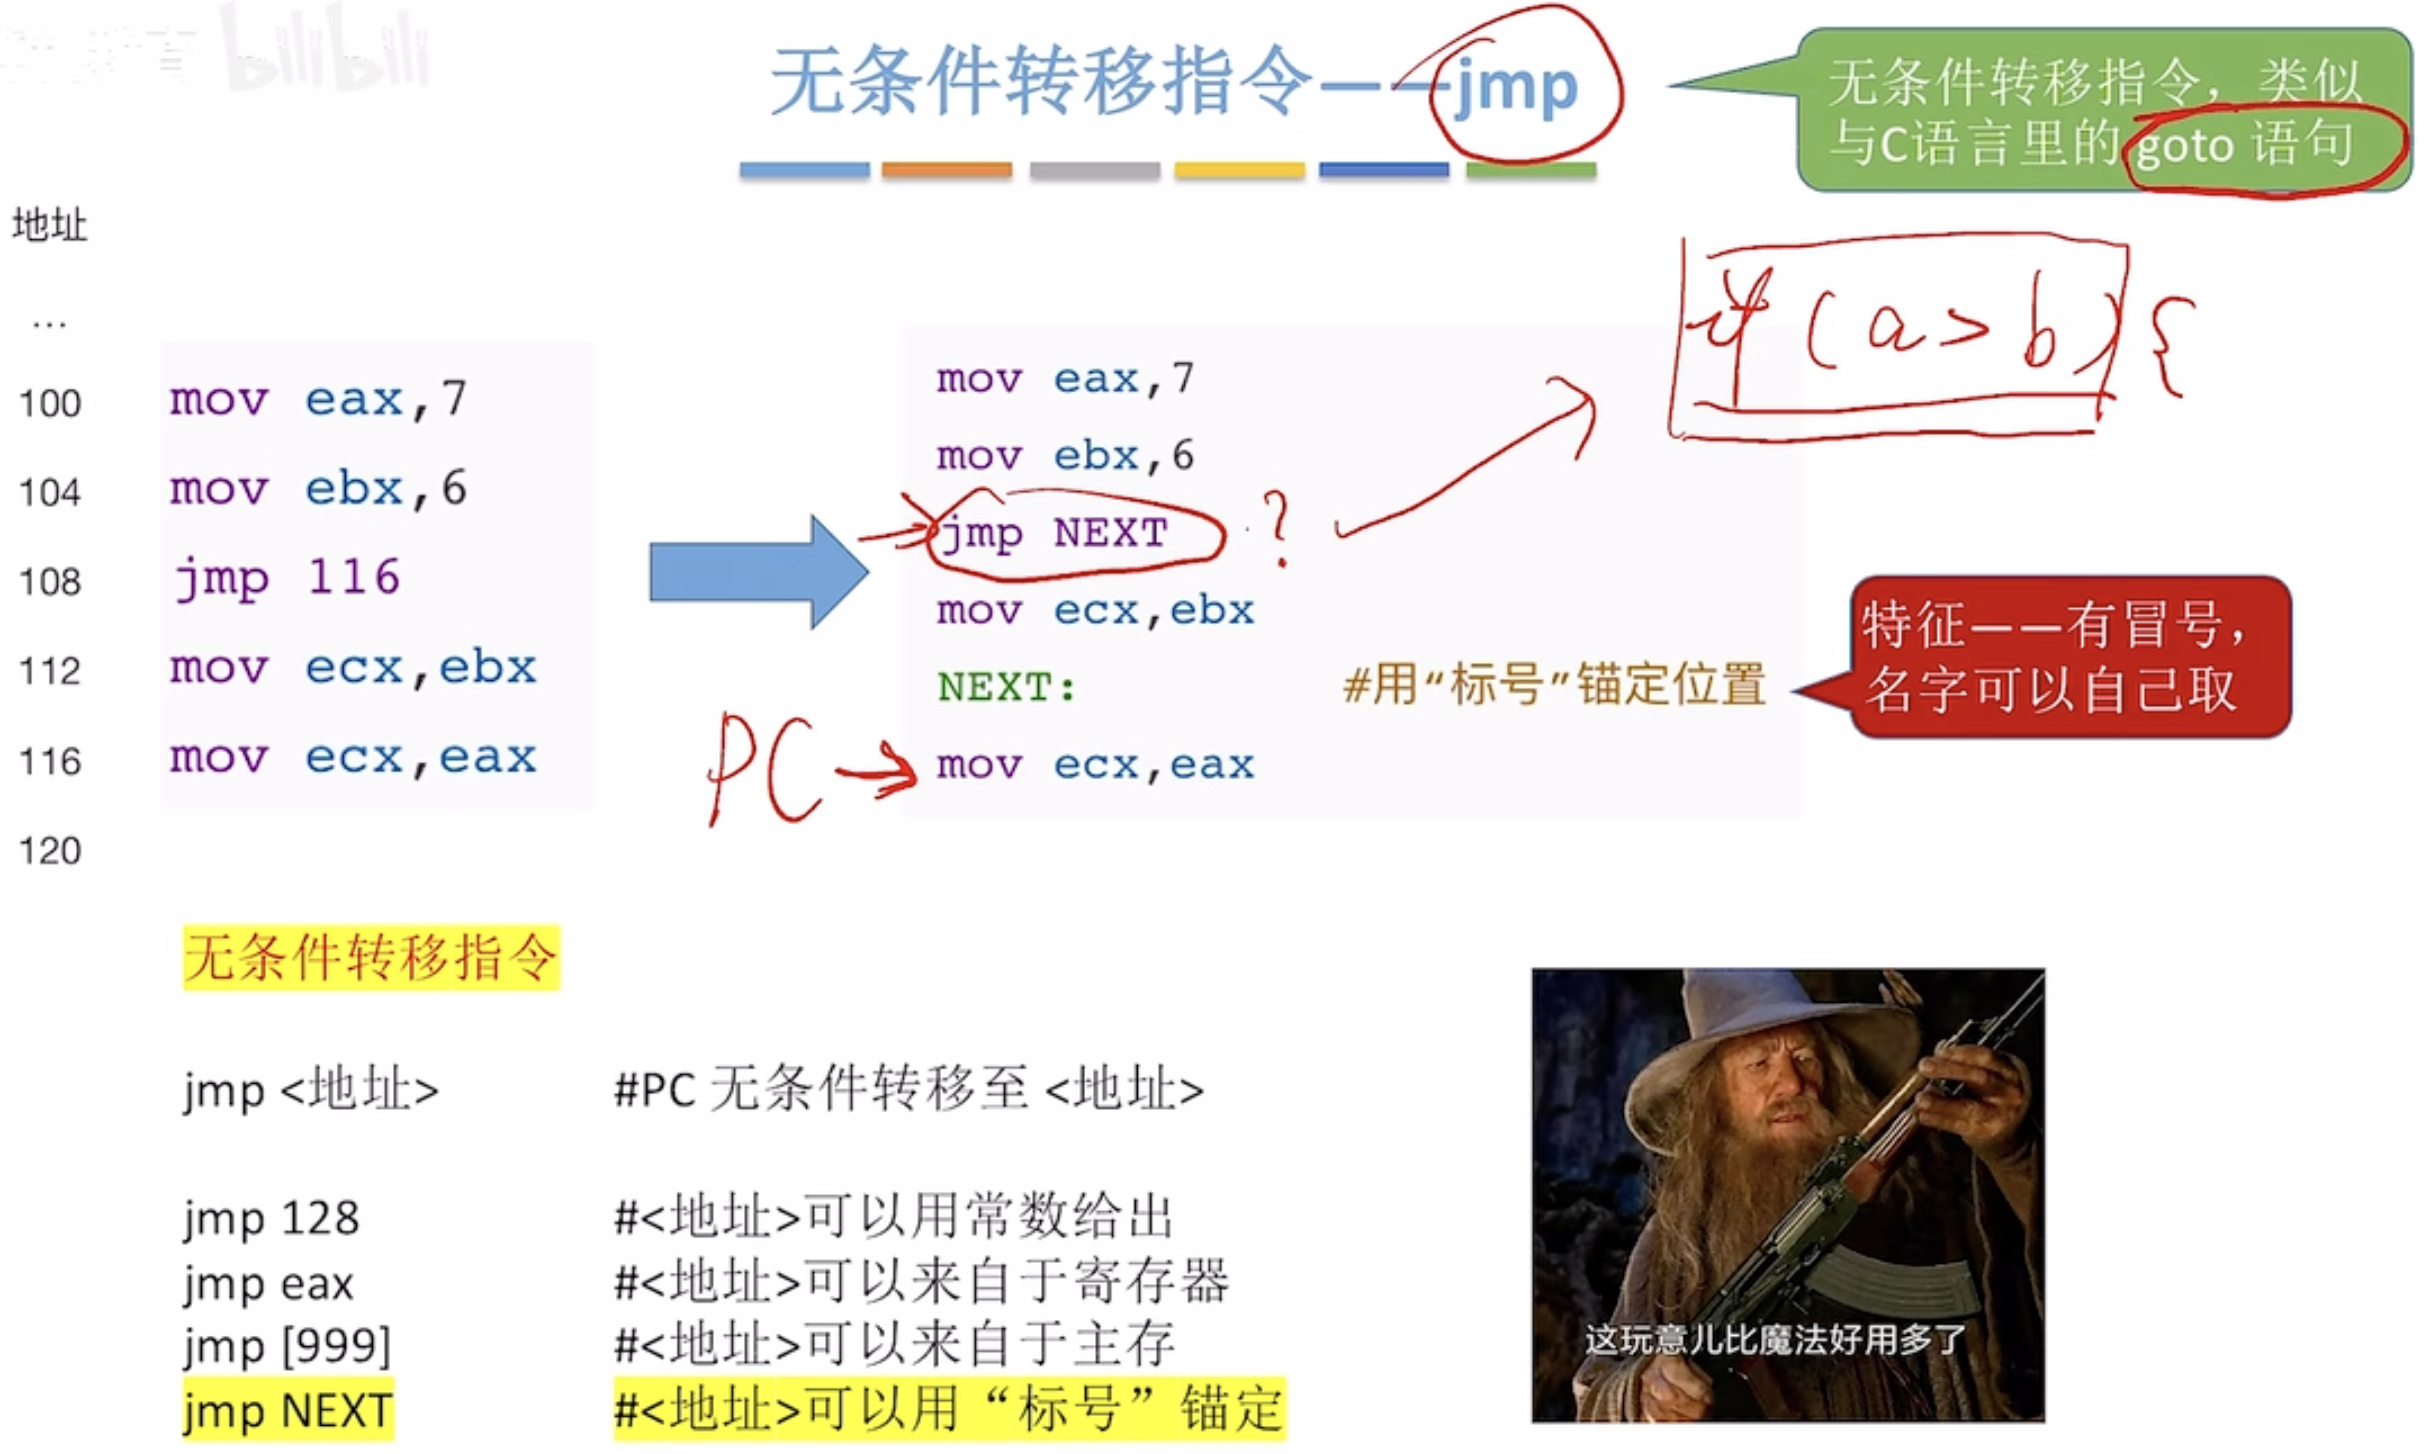 bilibili
无条件转移指令——jmp
无条件转移指令，类似
与C语言里的 goto 语句
地址
...
100 mov eax,7
104 mov ebx,6
108 jmp 116
112 mov ecx,ebx
116 mov ecx,eax
120
mov eax,7
mov ebx,6
jmp NEXT ?
mov ecx,ebx
NEXT: #用“标号”锚定位置
PC → mov ecx,eax
if (a>b) {
特征——有冒号，
名字可以自己取
无条件转移指令
jmp <地址> #PC 无条件转移至 <地址>
jmp 128 #<地址>可以用常数给出
jmp eax #<地址>可以来自于寄存器
jmp [999] #<地址>可以来自于主存
jmp NEXT #<地址>可以用“标号”锚定
这玩意儿比魔法好用多了